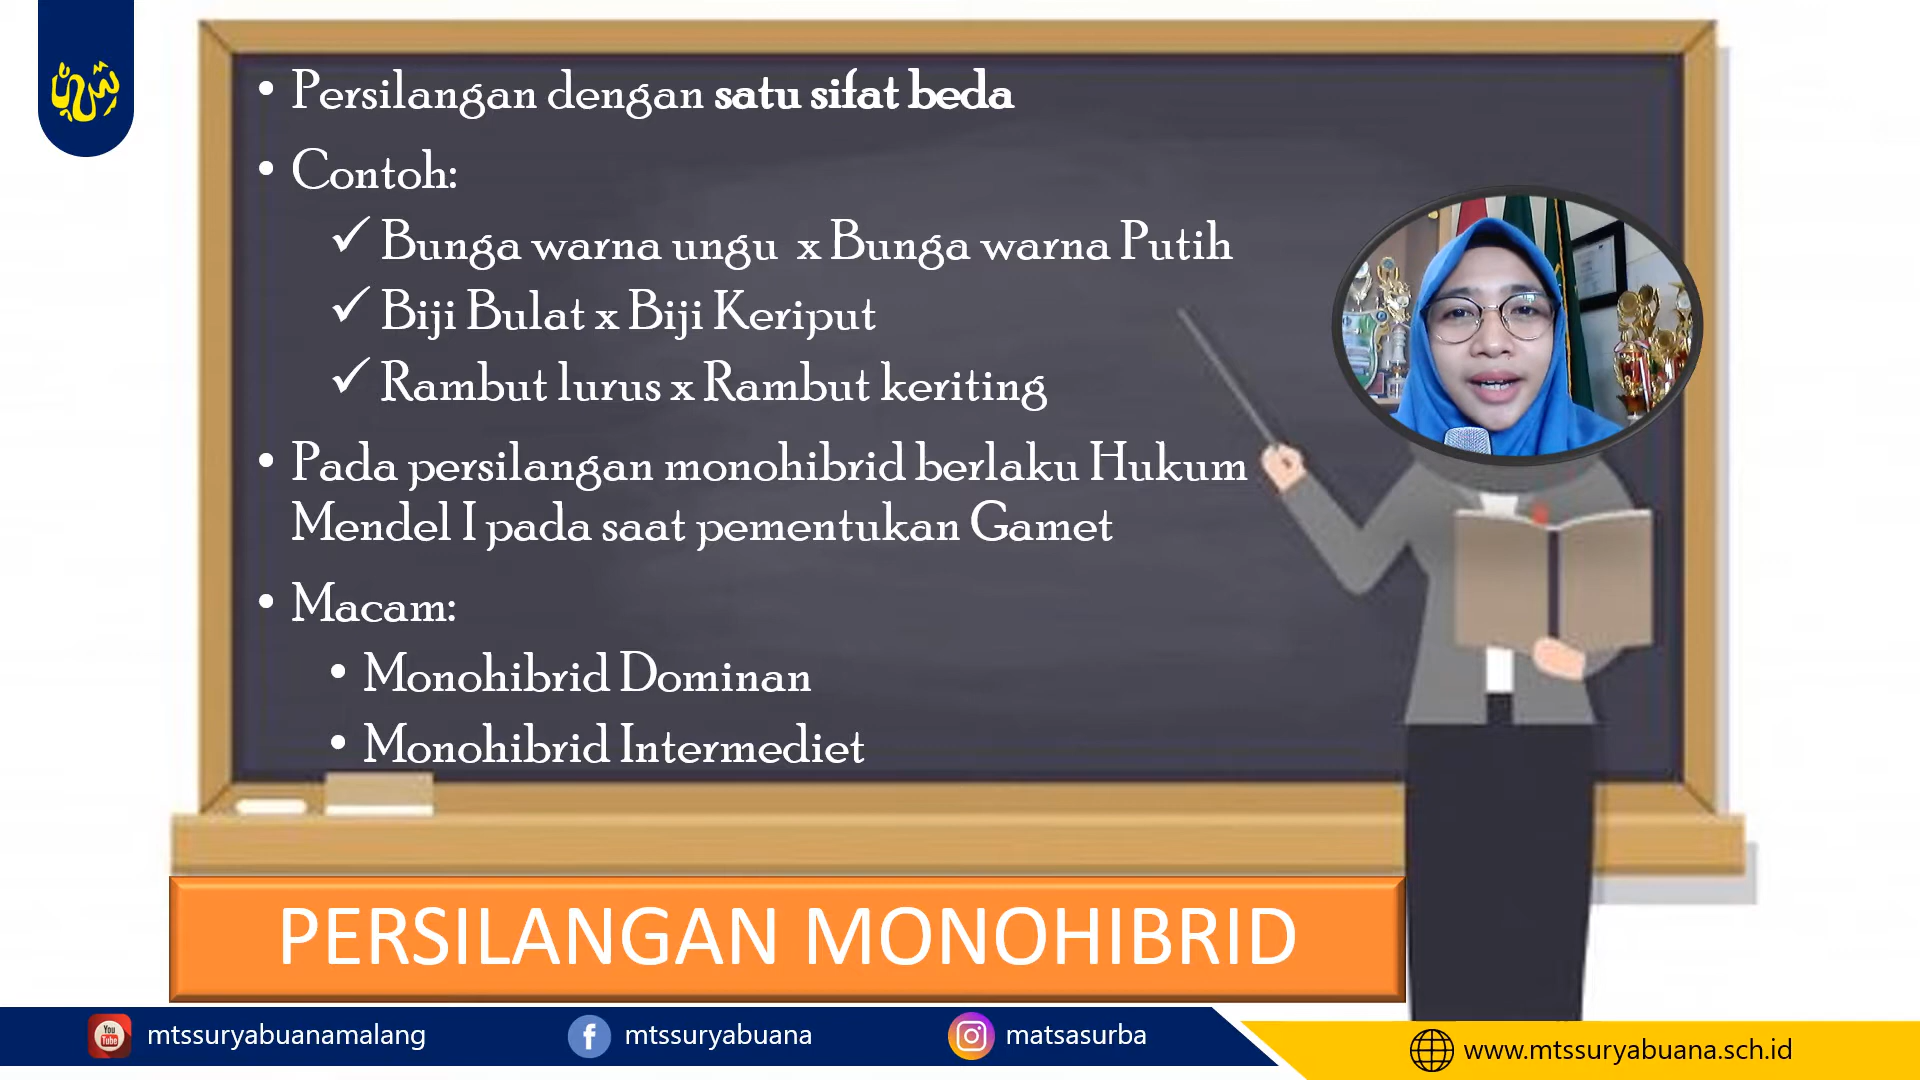 • Persilangan dengan satu sifat beda
• Contoh:
✓ Bunga warna ungu x Bunga warna Putih
✓ Biji Bulat x Biji Keriput
✓ Rambut lurus x Rambut keriting
• Pada persilangan monohibrid berlaku Hukum
Mendel I pada saat pementukan Gamet
• Macam:
• Monohibrid Dominan
• Monohibrid Intermediet
PERSILANGAN MONOHIBRID
You
Tube
mtssuryabuanamalang
mtssuryabuana
matsasurba
www.mtssuryabuana.sch.id